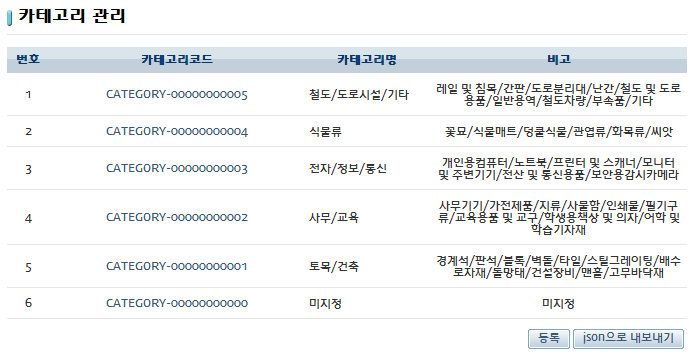 카테고리 관리
번호 카테고리코드 카테고리명 비고
1 CATEGORY-0000000005 철도/도로시설/기타 레일 및 침목/간판/도로분리대/난간/철도 및 도로
용품/일반용역/철도차량/부속품/기타
2 CATEGORY-0000000004 식물류 꽃묘/식물매트/덩쿨식물/관엽류/화목류/씨앗
3 CATEGORY-0000000003 전자/정보/통신 개인용컴퓨터/노트북/프린터 및 스캐너/모니터
및 주변기기/전산 및 통신용품/보안용감시카메라
4 CATEGORY-0000000002 사무/교육 사무기기/가전제품/지류/사물함/인쇄물/필기구
류/교육용품 및 교구/학생용책상 및 의자/어학 및
학습기자재
5 CATEGORY-0000000001 토목/건축 경계석/판석/블록/벽돌/타일/스틸그레이팅/배수
로자재/돌망태/건설장비/맨홀/고무바닥재
6 CATEGORY-0000000000 미지정 미지정
등록 json으로 내보내기